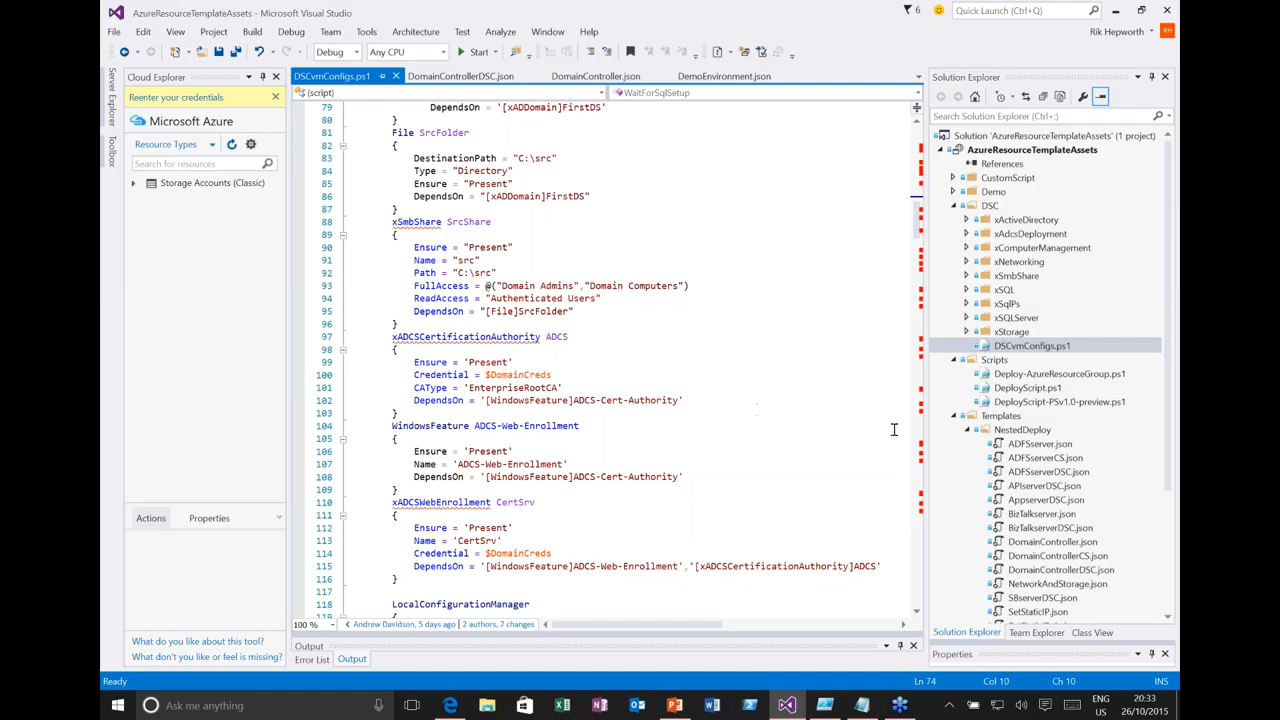 AzureResourceTemplateAssets - Microsoft Visual Studio
6
Quick Launch (Ctrl+Q)
File Edit View Project Build Debug Team Tools Architecture Test Analyze Window Help
Rik Hepworth RH
Debug Any CPU Start
Server Explorer
Toolbox
Cloud Explorer
Reenter your credentials
Microsoft Azure
Resource Types
Search for resources
Storage Accounts (Classic)
Actions Properties
What do you like about this tool?
What don't you like or feel is missing?
DSCvmConfigs.ps1 DomainControllerDSC.json DomainController.json DemoEnvironment.json
(script) WaitForSqlSetup
79 DependsOn = '[xADDomain]FirstDS'
80 }
81 File SrcFolder
82 {
83 DestinationPath = "C:\src"
84 Type = "Directory"
85 Ensure = "Present"
86 DependsOn = "[xADDomain]FirstDS"
87 }
88 xSmbShare SrcShare
89 {
90 Ensure = "Present"
91 Name = "src"
92 Path = "C:\src"
93 FullAccess = @("Domain Admins","Domain Computers")
94 ReadAccess = "Authenticated Users"
95 DependsOn = "[File]SrcFolder"
96 }
97 xADCSCertificationAuthority ADCS
98 {
99 Ensure = 'Present'
100 Credential = $DomainCreds
101 CAType = 'EnterpriseRootCA'
102 DependsOn = '[WindowsFeature]ADCS-Cert-Authority'
103 }
104 WindowsFeature ADCS-Web-Enrollment
105 {
106 Ensure = 'Present'
107 Name = 'ADCS-Web-Enrollment'
108 DependsOn = '[WindowsFeature]ADCS-Cert-Authority'
109 }
110 xADCSWebEnrollment CertSrv
111 {
112 Ensure = 'Present'
113 Name = 'CertSrv'
114 Credential = $DomainCreds
115 DependsOn = '[WindowsFeature]ADCS-Web-Enrollment','[xADCSCertificationAuthority]ADCS'
116 }
117
118 LocalConfigurationManager
119 {
100 % Andrew Davidson, 5 days ago | 2 authors, 7 changes
Output
Error List Output
Solution Explorer
Search Solution Explorer (Ctrl+;)
Solution 'AzureResourceTemplateAssets' (1 project)
AzureResourceTemplateAssets
References
CustomScript
Demo
DSC
xActiveDirectory
xAdcsDeployment
xComputerManagement
xNetworking
xSmbShare
xSQL
xSqlPs
xSQLServer
xStorage
DSCvmConfigs.ps1
Scripts
Deploy-AzureResourceGroup.ps1
DeployScript.ps1
DeployScript-PSv1.0-preview.ps1
Templates
NestedDeploy
ADFSserver.json
ADFSserverCS.json
ADFSserverDSC.json
APIserverDSC.json
AppserverDSC.json
BizTalkserver.json
BizTalkserverDSC.json
DomainController.json
DomainControllerCS.json
DomainControllerDSC.json
NetworkAndStorage.json
SBserverDSC.json
SetStaticIP.json
Solution Explorer Team Explorer Class View
Properties
Ready Ln 74 Col 10 Ch 10 INS
Ask me anything
ENG
US
20:33
26/10/2015